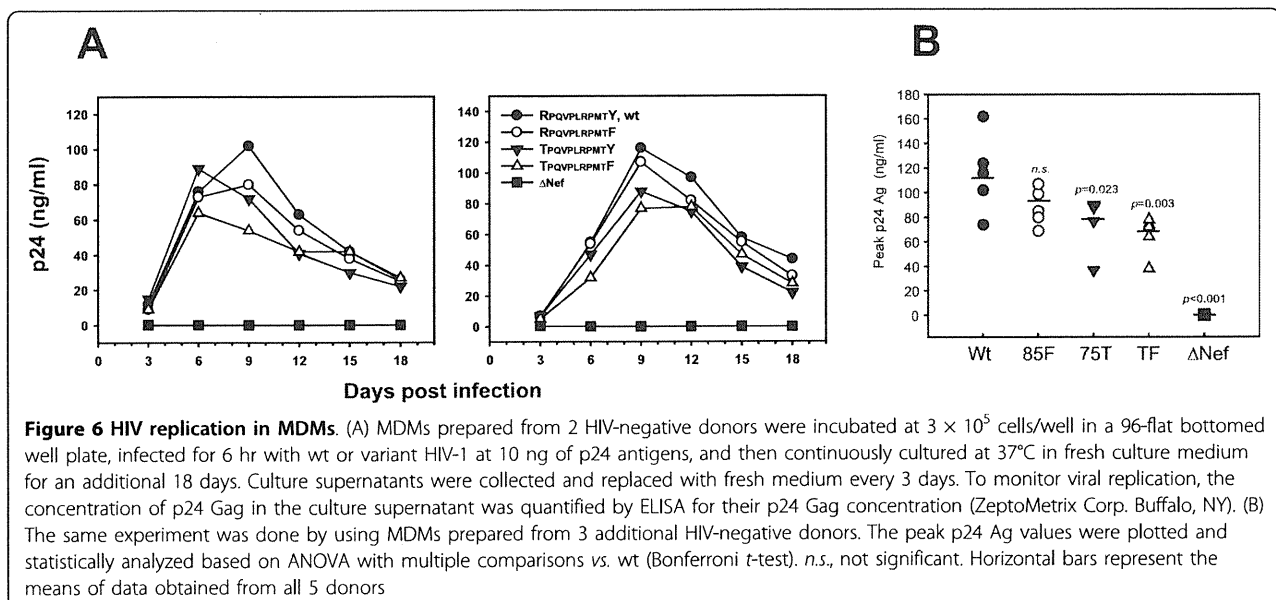 A
B
p24 (ng/ml)
120
100
80
60
40
20
0
0 3 6 9 12 15 18
140
120
100
80
60
40
20
0
0 3 6 9 12 15 18
RPQVPLRPMTY, wt
RPQVPLRPMTF
TPQVPLRPMTY
TPQVPLRPMTF
ΔNef
Days post infection
Peak p24 Ag (ng/ml)
180
160
140
120
100
80
60
40
20
0
n.s.
p=0.023
p=0.003
p<0.001
Wt 85F 75T TF ΔNef
Figure 6 HIV replication in MDMs. (A) MDMs prepared from 2 HIV-negative donors were incubated at 3 × 10⁵ cells/well in a 96-flat bottomed
well plate, infected for 6 hr with wt or variant HIV-1 at 10 ng of p24 antigens, and then continuously cultured at 37°C in fresh culture medium
for an additional 18 days. Culture supernatants were collected and replaced with fresh medium every 3 days. To monitor viral replication, the
concentration of p24 Gag in the culture supernatant was quantified by ELISA for their p24 Gag concentration (ZeptoMetrix Corp. Buffalo, NY). (B)
The same experiment was done by using MDMs prepared from 3 additional HIV-negative donors. The peak p24 Ag values were plotted and
statistically analyzed based on ANOVA with multiple comparisons vs. wt (Bonferroni t-test). n.s., not significant. Horizontal bars represent the
means of data obtained from all 5 donors